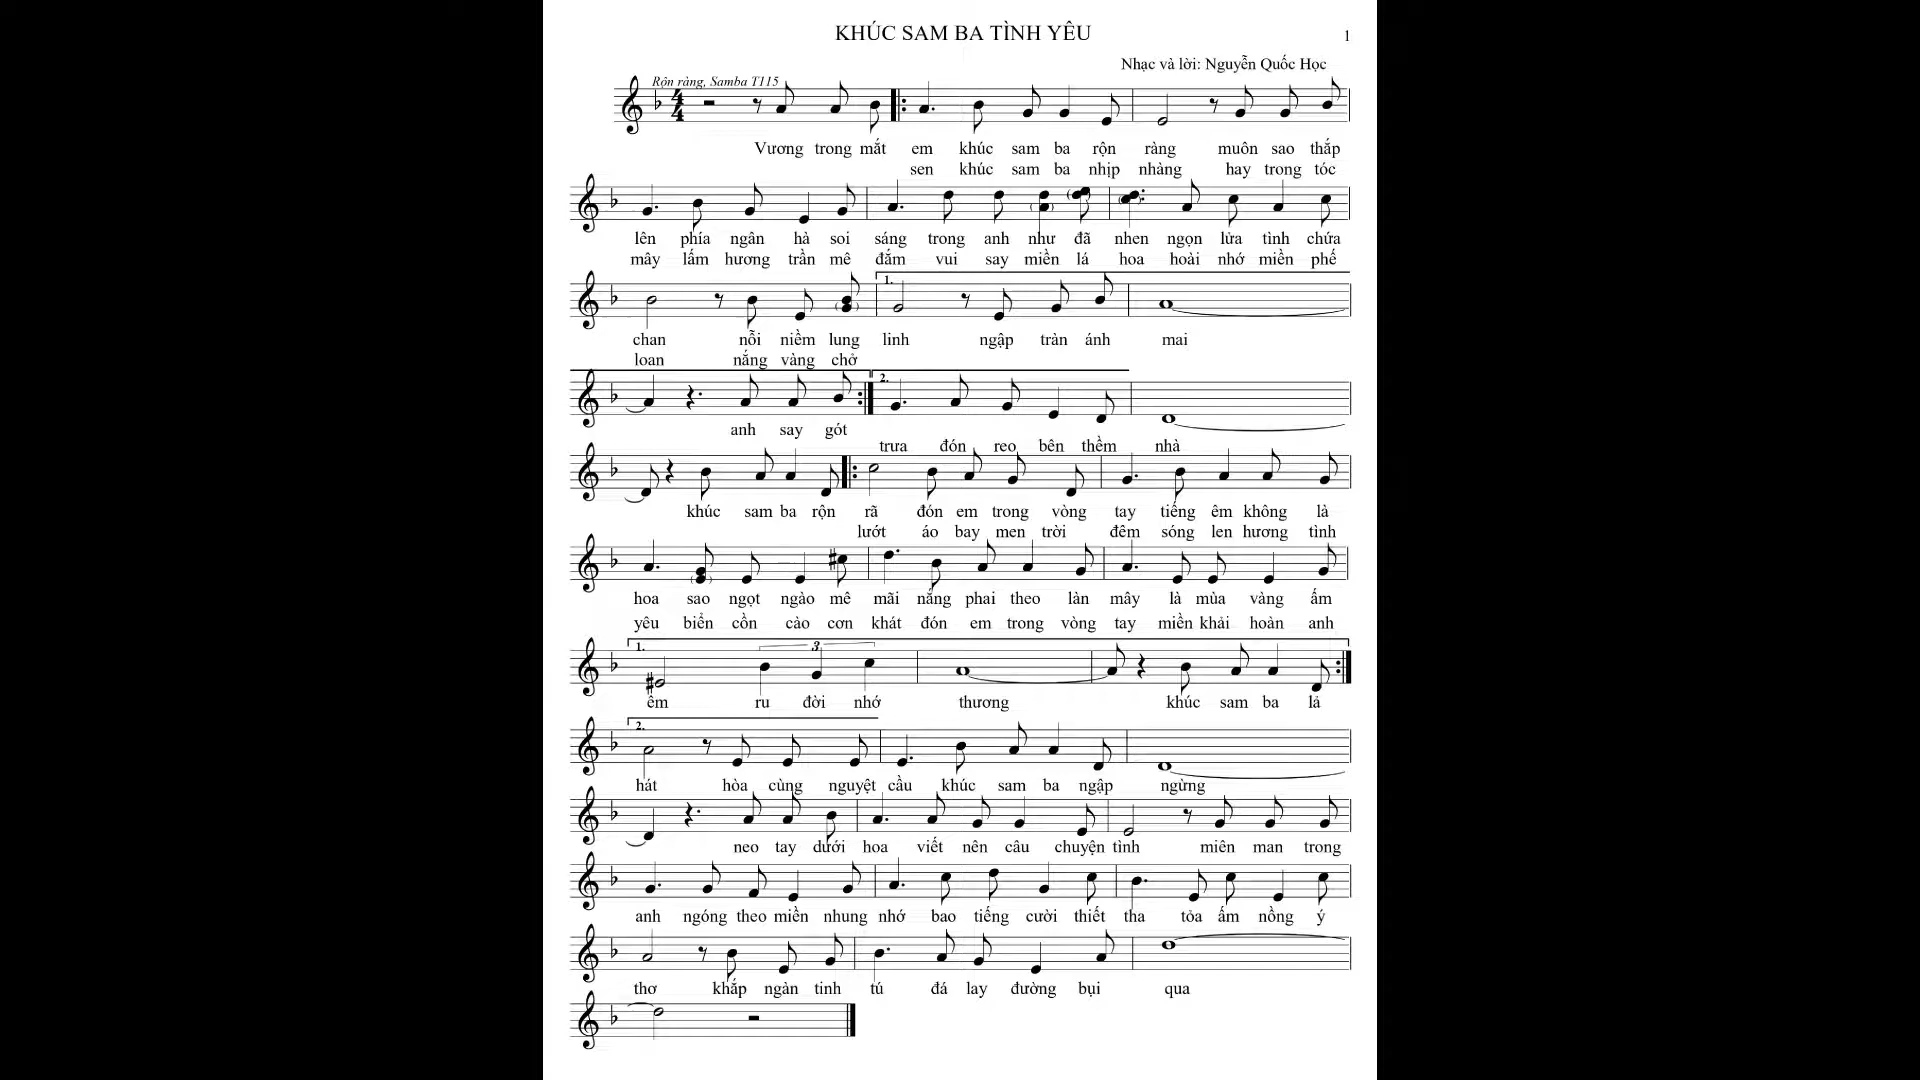 KHÚC SAM BA TÌNH YÊU
1
Nhạc và lời: Nguyễn Quốc Học
Rộn ràng, Samba T115
Vương trong mắt em khúc sam ba rộn ràng muôn sao thắp
sen khúc sam ba nhịp nhàng hay trong tóc
lên phía ngân hà soi sáng trong anh như đã nhen ngọn lửa tình chứa
mây lấm hương trần mê đắm vui say miền lá hoa hoài nhớ miền phế
1.
chan nỗi niềm lung linh ngập tràn ánh mai
loan nắng vàng chở
2.
anh say gót
trưa đón reo bên thềm nhà
khúc sam ba rộn rã đón em trong vòng tay tiếng êm không là
lướt áo bay men trời đêm sóng len hương tình
hoa sao ngọt ngào mê mãi nắng phai theo làn mây là mùa vàng ấm
yêu biển cồn cào cơn khát đón em trong vòng tay miền khải hoàn anh
1. 3
êm ru đời nhớ thương khúc sam ba lả
2.
hát hòa cùng nguyệt cầu khúc sam ba ngập ngừng
neo tay dưới hoa viết nên câu chuyện tình miên man trong
anh ngóng theo miền nhung nhớ bao tiếng cười thiết tha tỏa ấm nồng ý
thơ khắp ngàn tinh tú đá lay đường bụi qua